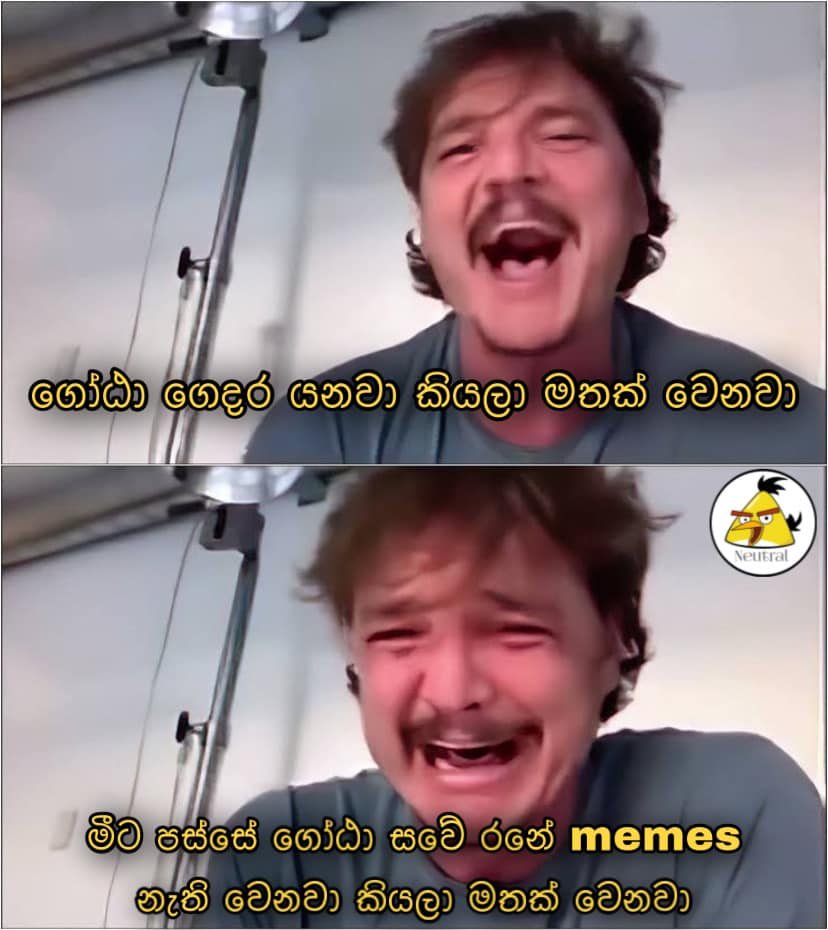 ගෝඨා ගෙදර යනවා කියලා මතක් වෙනවා
Neutral
මීට පස්සේ ගෝඨා සවේ රනේ memes
නැති වෙනවා කියලා මතක් වෙනවා